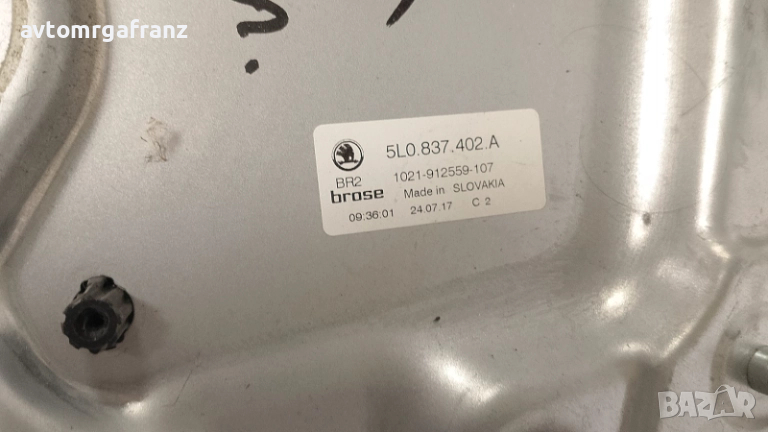 avtomrgafranz
5L0.837.402.A
BR2
1021-912559-107
brose
Made in SLOVAKIA
09:36:01 24.07.17 C 2
BAZAR